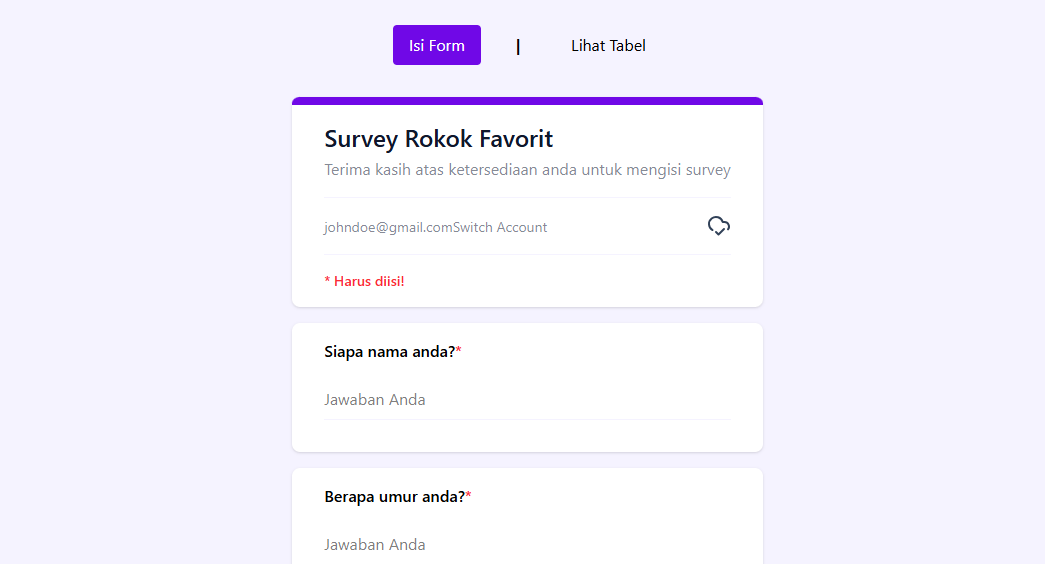 Isi Form | Lihat Tabel
Survey Rokok Favorit
Terima kasih atas ketersediaan anda untuk mengisi survey
johndoe@gmail.comSwitch Account
* Harus diisi!
Siapa nama anda?*
Jawaban Anda
Berapa umur anda?*
Jawaban Anda